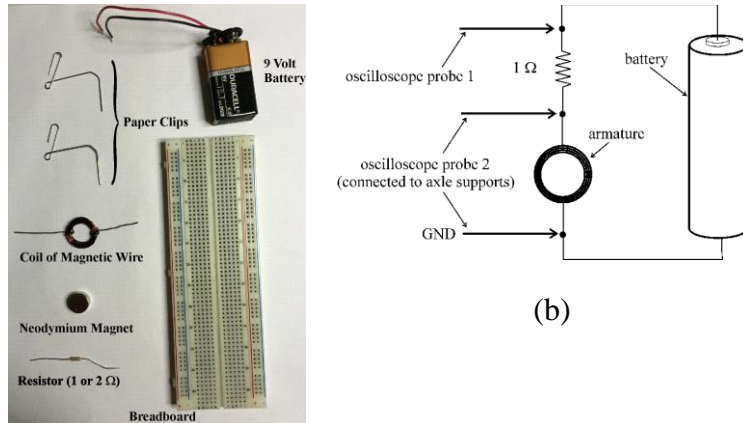 9 Volt
Battery
DURACELL
Paper Clips
Coil of Magnetic Wire
Neodymium Magnet
Resistor (1 or 2 Ω)
Breadboard
oscilloscope probe 1
1 Ω
battery
armature
oscilloscope probe 2
(connected to axle supports)
GND
(b)